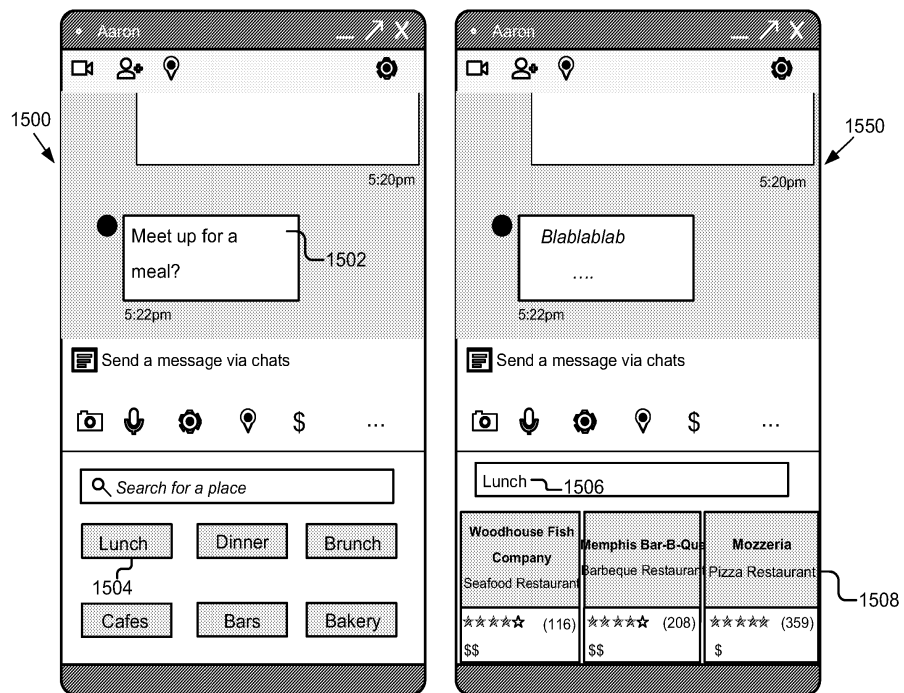 Aaron
1500
5:20pm
Meet up for a
meal?
1502
5:22pm
Send a message via chats
$
...
Search for a place
Lunch
Dinner
Brunch
1504
Cafes
Bars
Bakery
Aaron
1550
5:20pm
Blablablab
....
5:22pm
Send a message via chats
$
...
Lunch
1506
Woodhouse Fish
Company
Seafood Restaurant
(116)
$$
Memphis Bar-B-Que
Barbeque Restaurant
(208)
$$
Mozzeria
Pizza Restaurant
(359)
$
1508